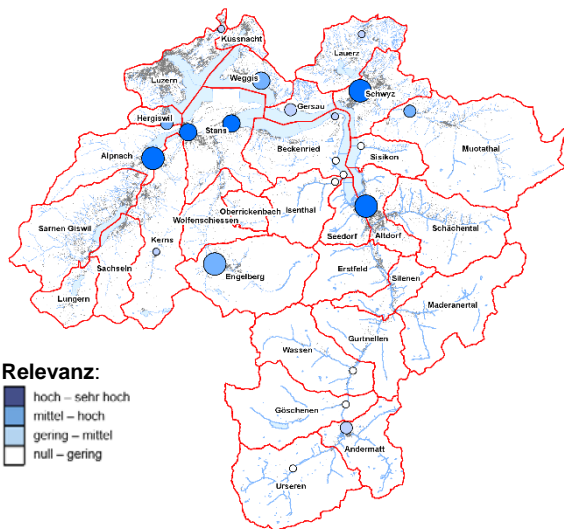 Küssnacht
Lauerz
Luzern
Weggis
Schwyz
Gersau
Hergiswil
Stans
Beckenried
Sisikon
Muotathal
Alpnach
Oberrickenbach
Isenthal
Wolfenschiessen
Sarnen Giswil
Kerns
Seedorf
Altdorf
Schächental
Sachseln
Engelberg
Erstfeld
Silenen
Lungern
Maderanertal
Gurtnellen
Wassen
Göschenen
Andermatt
Urseren
Relevanz:
hoch – sehr hoch
mittel – hoch
gering – mittel
null – gering